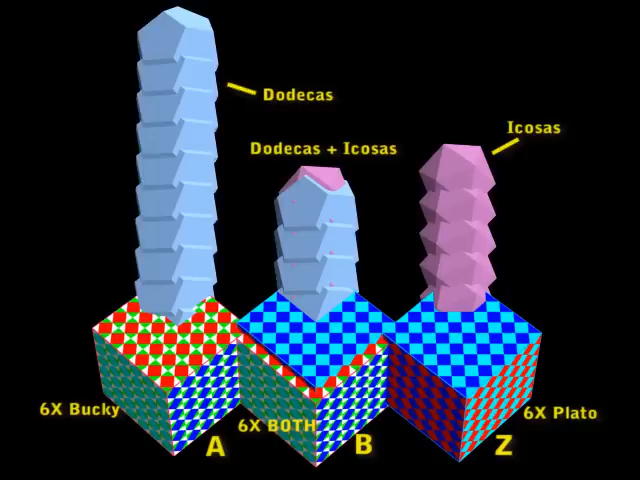 Dodecas
Icosas
Dodecas + Icosas
6X Bucky
6X BOTH
6X Plato
A
B
Z